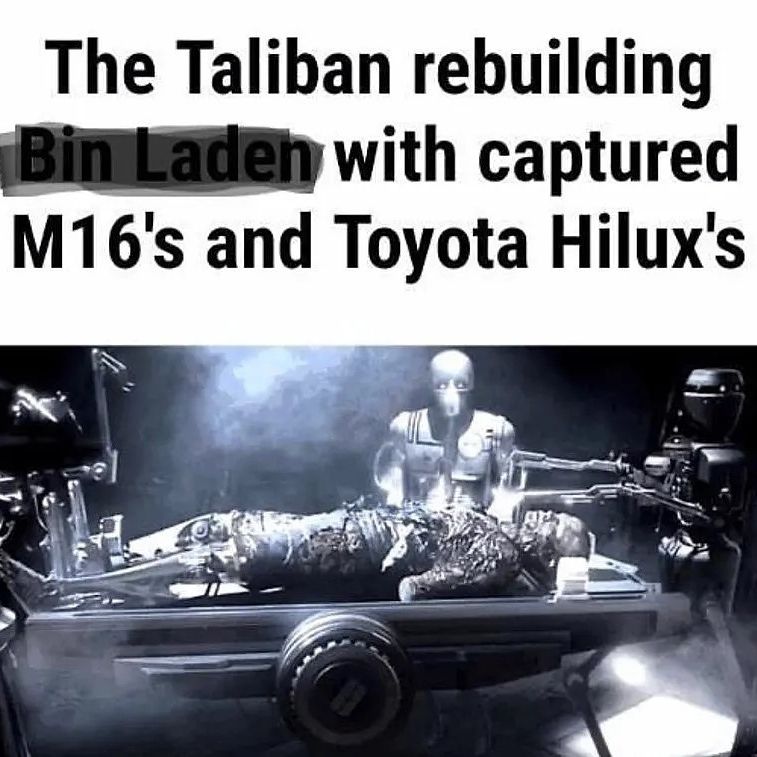 The Taliban rebuilding
Bin Laden with captured
M16's and Toyota Hilux's